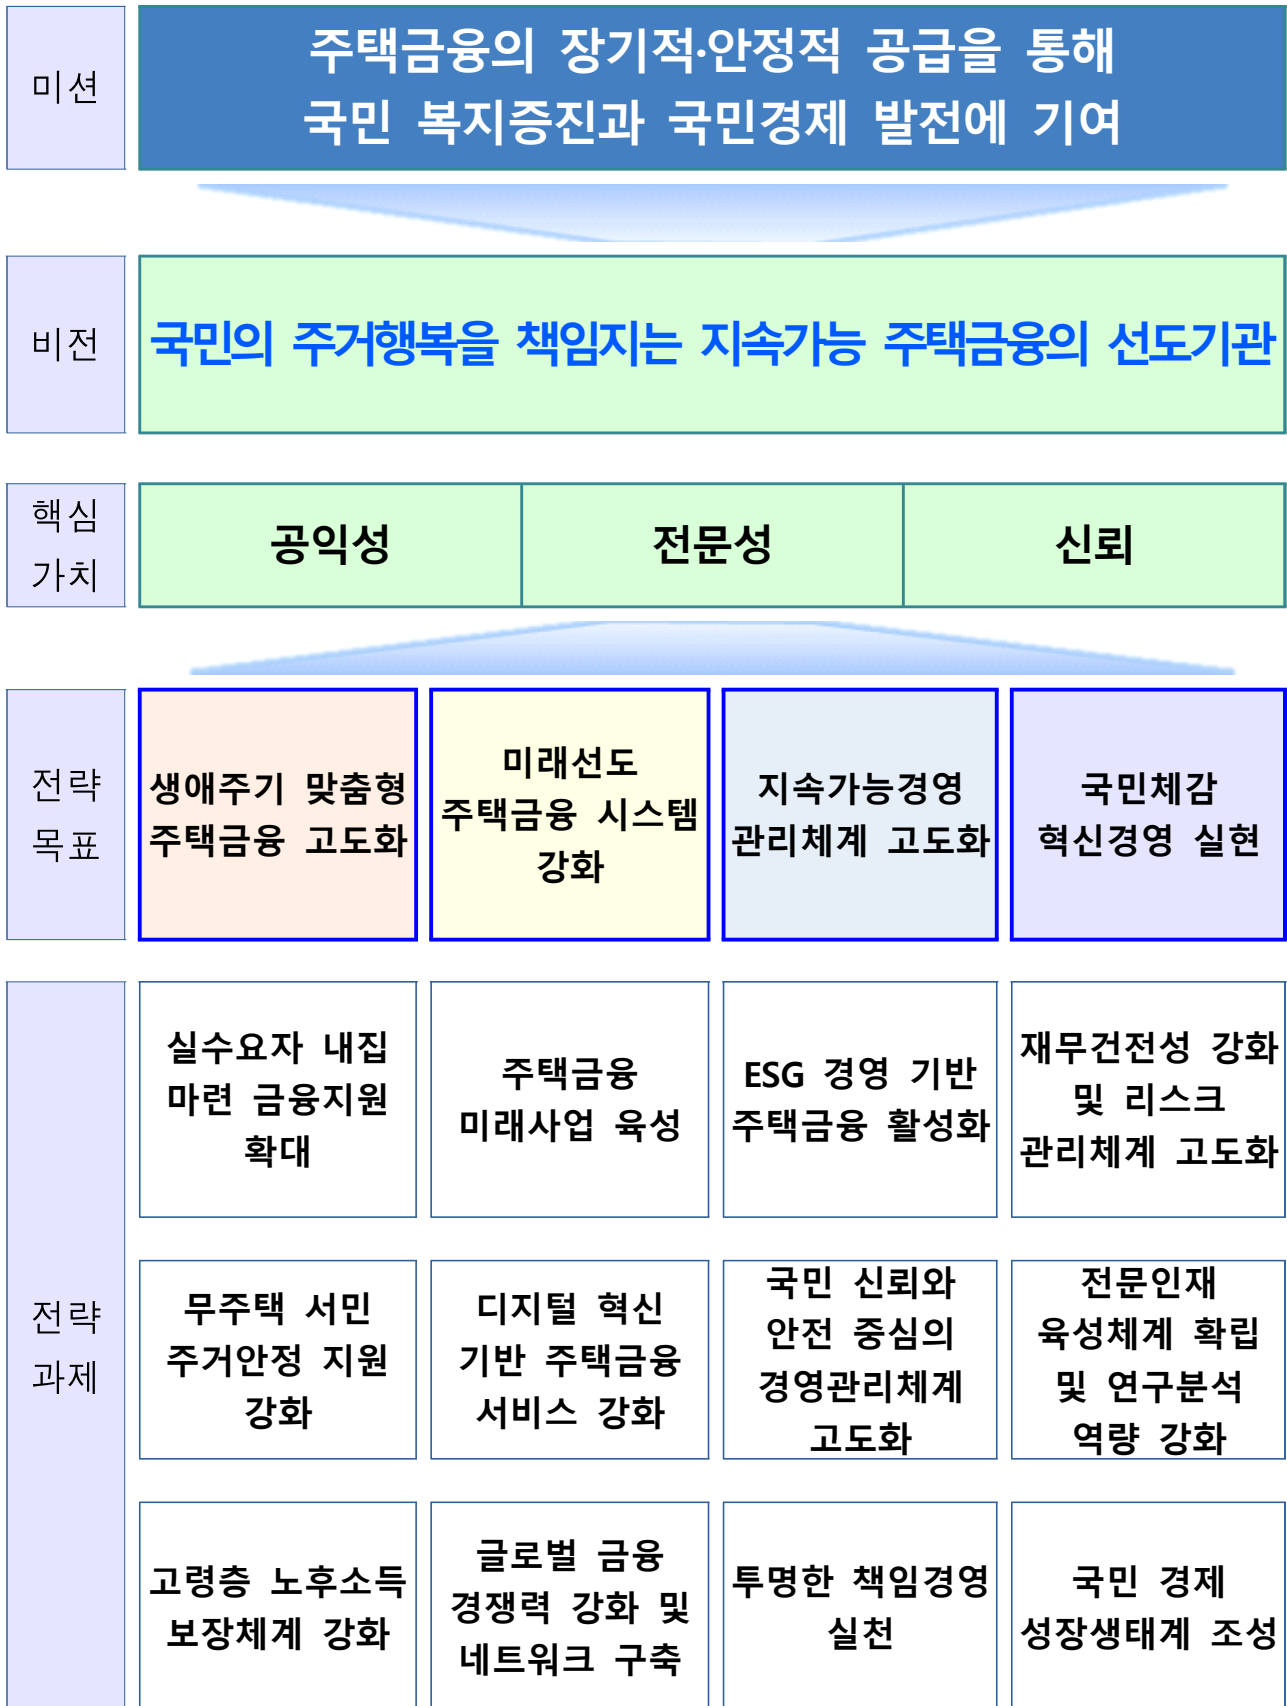 미션
주택금융의 장기적·안정적 공급을 통해
국민 복지증진과 국민경제 발전에 기여
비전
국민의 주거행복을 책임지는 지속가능 주택금융의 선도기관
핵심
가치
공익성
전문성
신뢰
전략
목표
생애주기 맞춤형
주택금융 고도화
미래선도
주택금융 시스템
강화
지속가능경영
관리체계 고도화
국민체감
혁신경영 실현
전략
과제
실수요자 내집
마련 금융지원
확대
주택금융
미래사업 육성
ESG 경영 기반
주택금융 활성화
재무건전성 강화
및 리스크
관리체계 고도화
무주택 서민
주거안정 지원
강화
디지털 혁신
기반 주택금융
서비스 강화
국민 신뢰와
안전 중심의
경영관리체계
고도화
전문인재
육성체계 확립
및 연구분석
역량 강화
고령층 노후소득
보장체계 강화
글로벌 금융
경쟁력 강화 및
네트워크 구축
투명한 책임경영
실천
국민 경제
성장생태계 조성